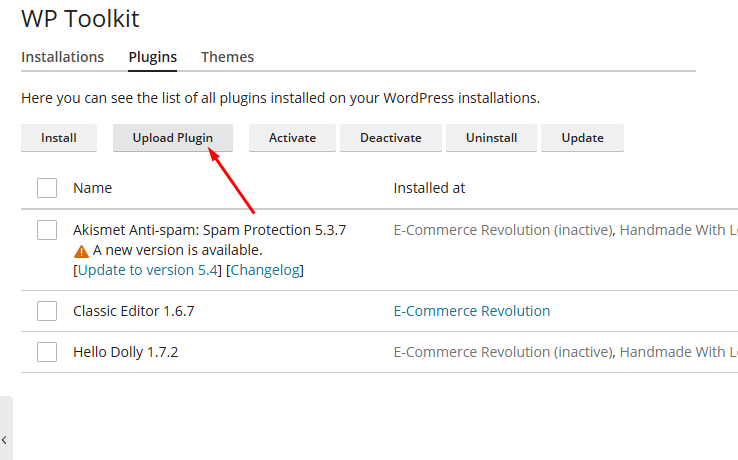 WP Toolkit
Installations Plugins Themes
Here you can see the list of all plugins installed on your WordPress installations.
Install Upload Plugin Activate Deactivate Uninstall Update
Name Installed at
Akismet Anti-spam: Spam Protection 5.3.7 E-Commerce Revolution (inactive), Handmade With
A new version is available.
[Update to version 5.4] [Changelog]
Classic Editor 1.6.7 E-Commerce Revolution
Hello Dolly 1.7.2 E-Commerce Revolution (inactive), Handmade With